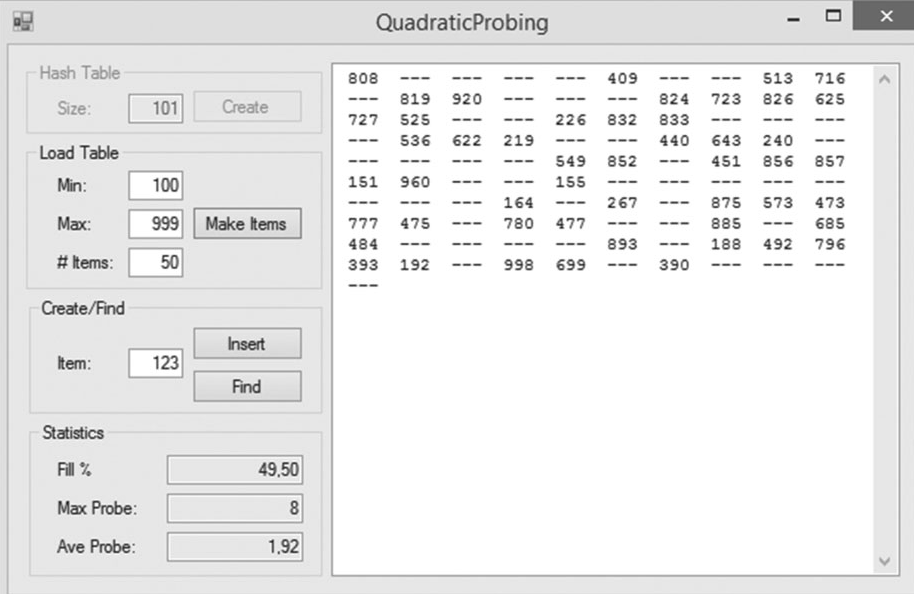 QuadraticProbing
Hash Table
Size: 101 Create
Load Table
Min: 100
Max: 999 Make Items
# Items: 50
Create/Find
Insert
Item: 123
Find
Statistics
Fill % 49,50
Max Probe: 8
Ave Probe: 1,92
808 --- --- --- --- 409 --- --- 513 716
--- 819 920 --- --- --- 824 723 826 625
727 525 --- --- 226 832 833 --- --- ---
--- 536 622 219 --- --- 440 643 240 ---
--- --- --- --- 549 852 --- 451 856 857
151 960 --- --- 155 --- --- --- --- ---
--- --- --- 164 --- 267 --- 875 573 473
777 475 --- 780 477 --- --- 885 --- 685
484 --- --- --- --- 893 --- 188 492 796
393 192 --- 998 699 --- 390 --- --- ---
---